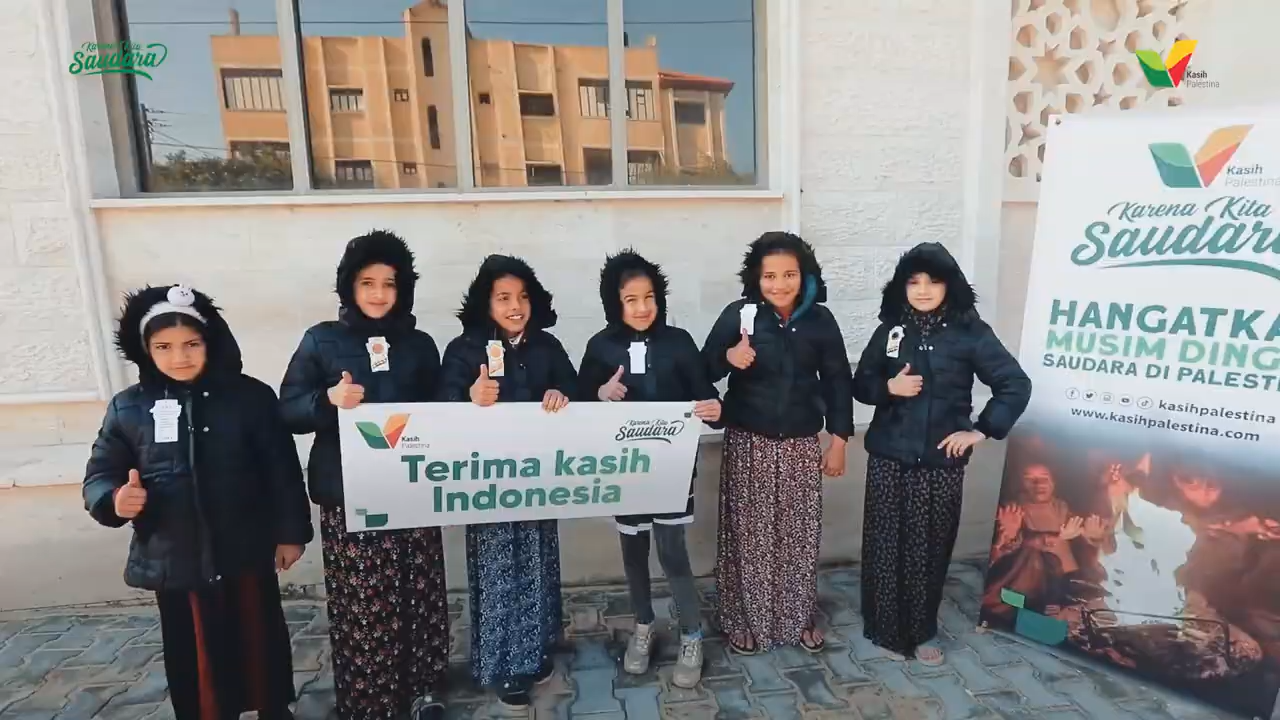 Karena Kita
Saudara
Kasih
Palestina
Kasih
Palestina
Karena Kita
Saudara
HANGATKA
MUSIM DING
SAUDARA DI PALEST
kasihpalestina
www.kasihpalestina.com
Kasih
Palestina
Karena Kita
Saudara
Terima kasih
Indonesia